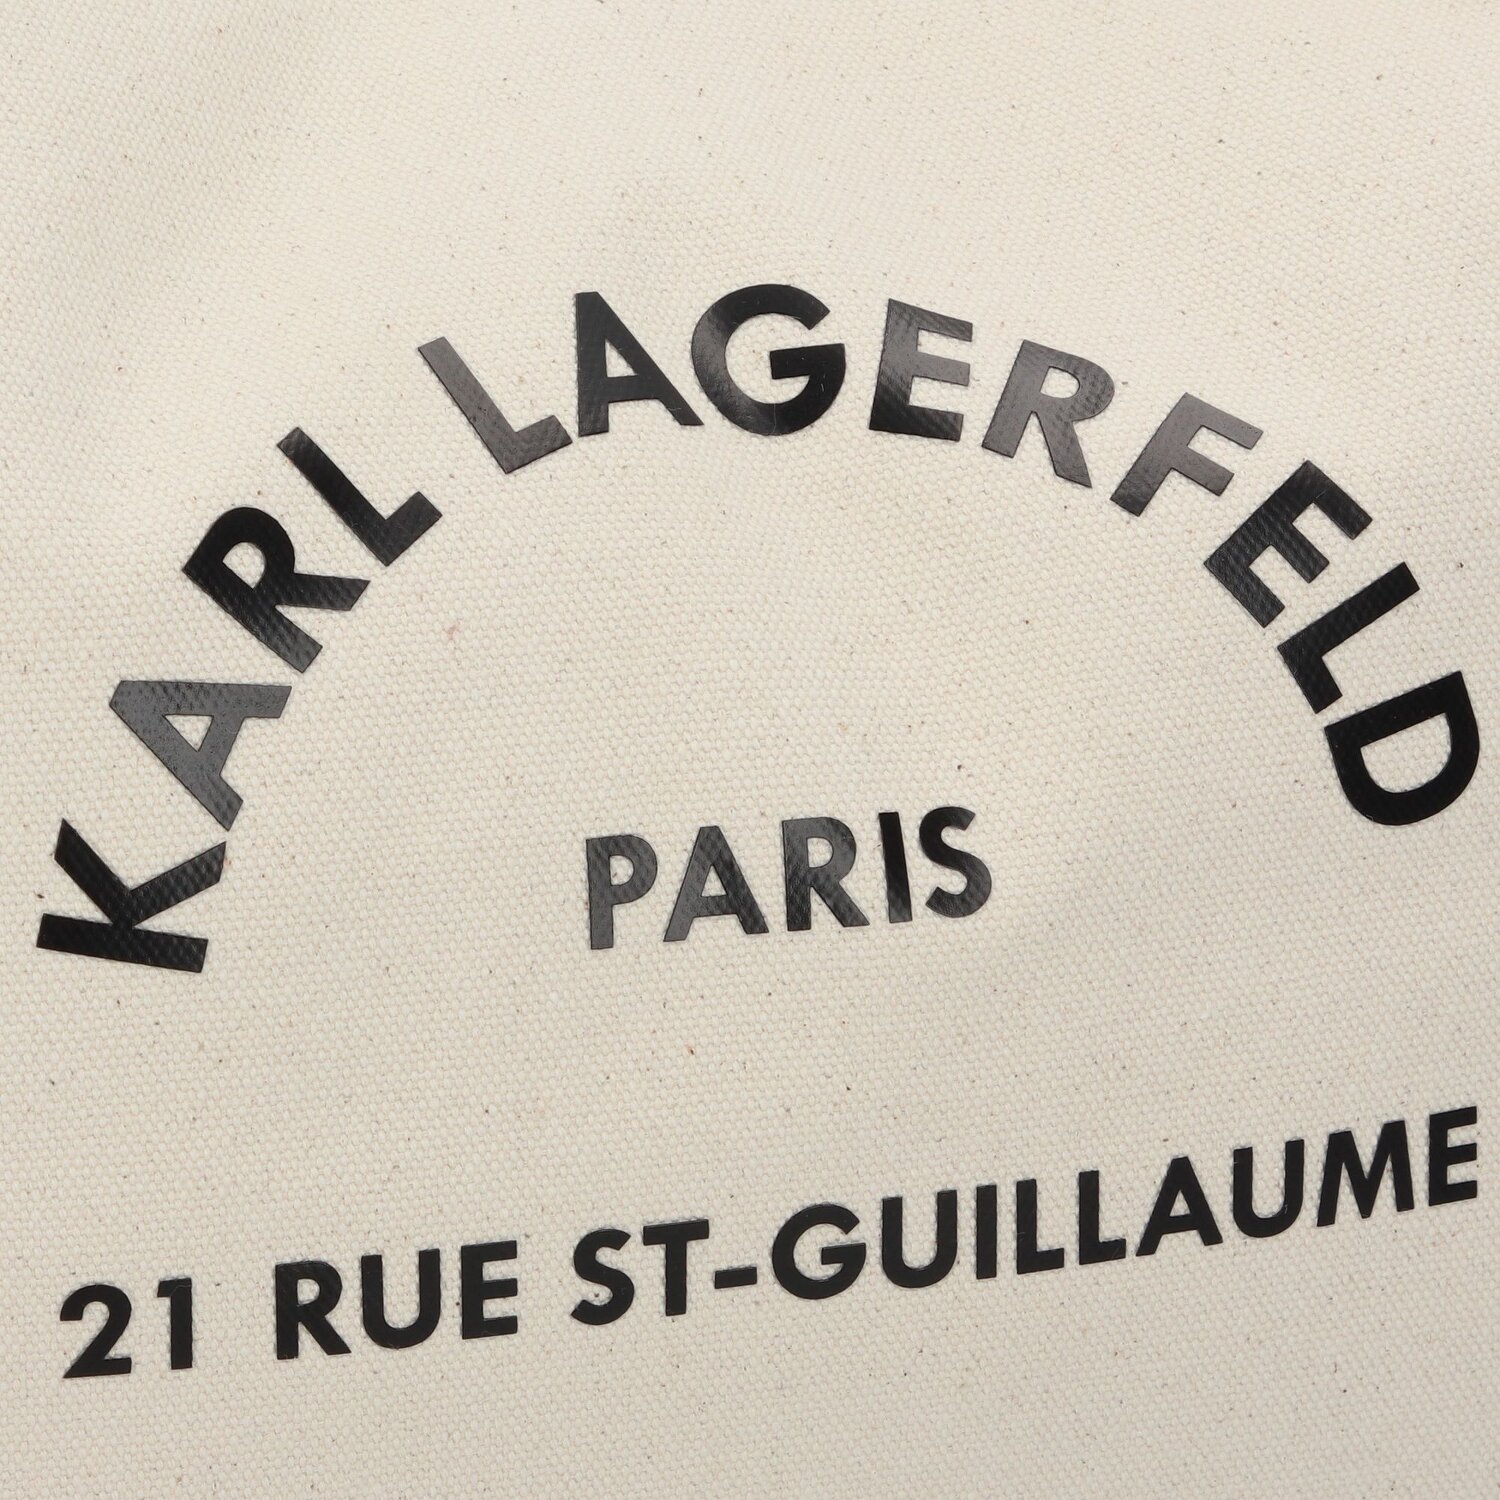 KARL LAGERFELD
PARIS
21 RUE ST-GUILLAUME